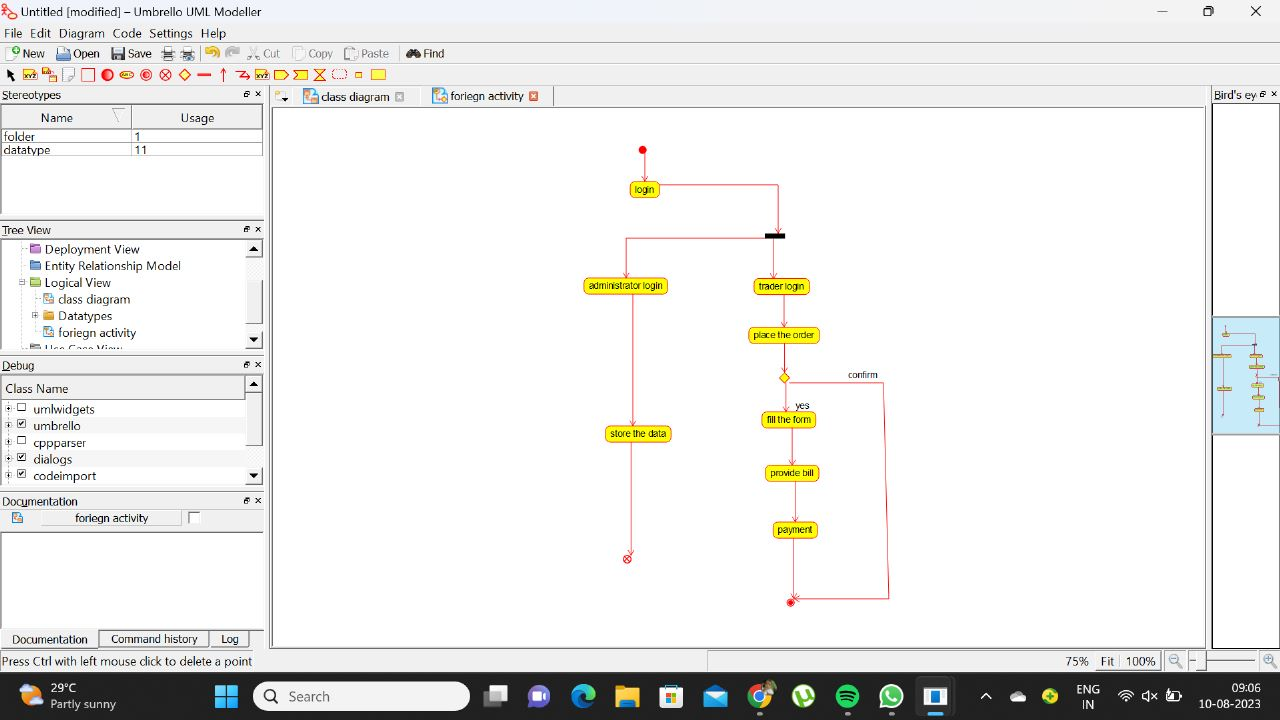 Untitled [modified] – Umbrello UML Modeller
File Edit Diagram Code Settings Help
New Open Save Cut Copy Paste Find
Stereotypes
Name Usage
folder 1
datatype 11
Tree View
Deployment View
Entity Relationship Model
Logical View
class diagram
Datatypes
foriegn activity
Use Case View
Debug
Class Name
umlwidgets
umbrello
cppparser
dialogs
codeimport
Documentation
foriegn activity
Documentation Command history Log
Press Ctrl with left mouse click to delete a point
class diagram foriegn activity
login
administrator login
trader login
place the order
confirm
yes
fill the form
store the data
provide bill
payment
Bird's ey
75% Fit 100%
29°C
Partly sunny
Search
ENG
IN
09:06
10-08-2023